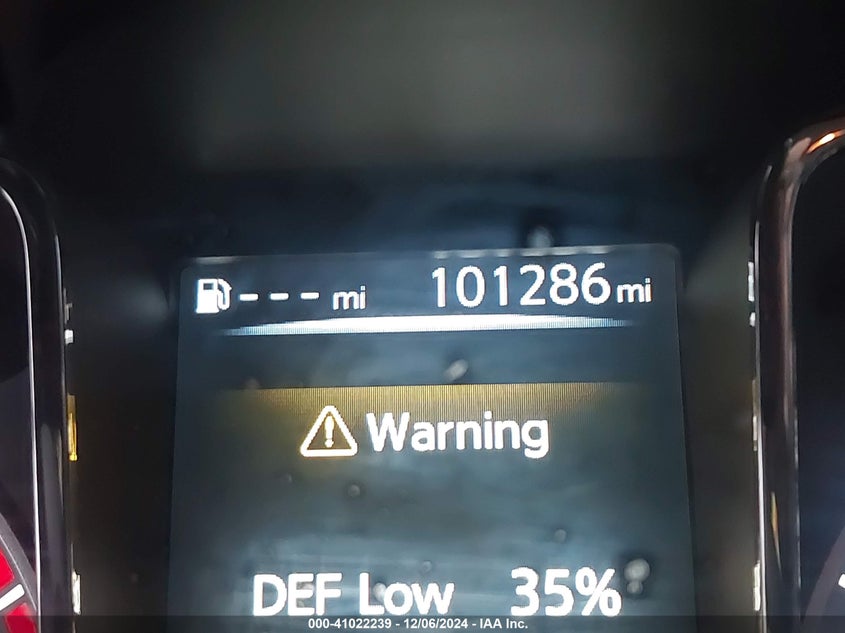 --- mi 101286 mi
Warning
DEF Low 35%
000-41022239 - 12/06/2024 - IAA Inc.